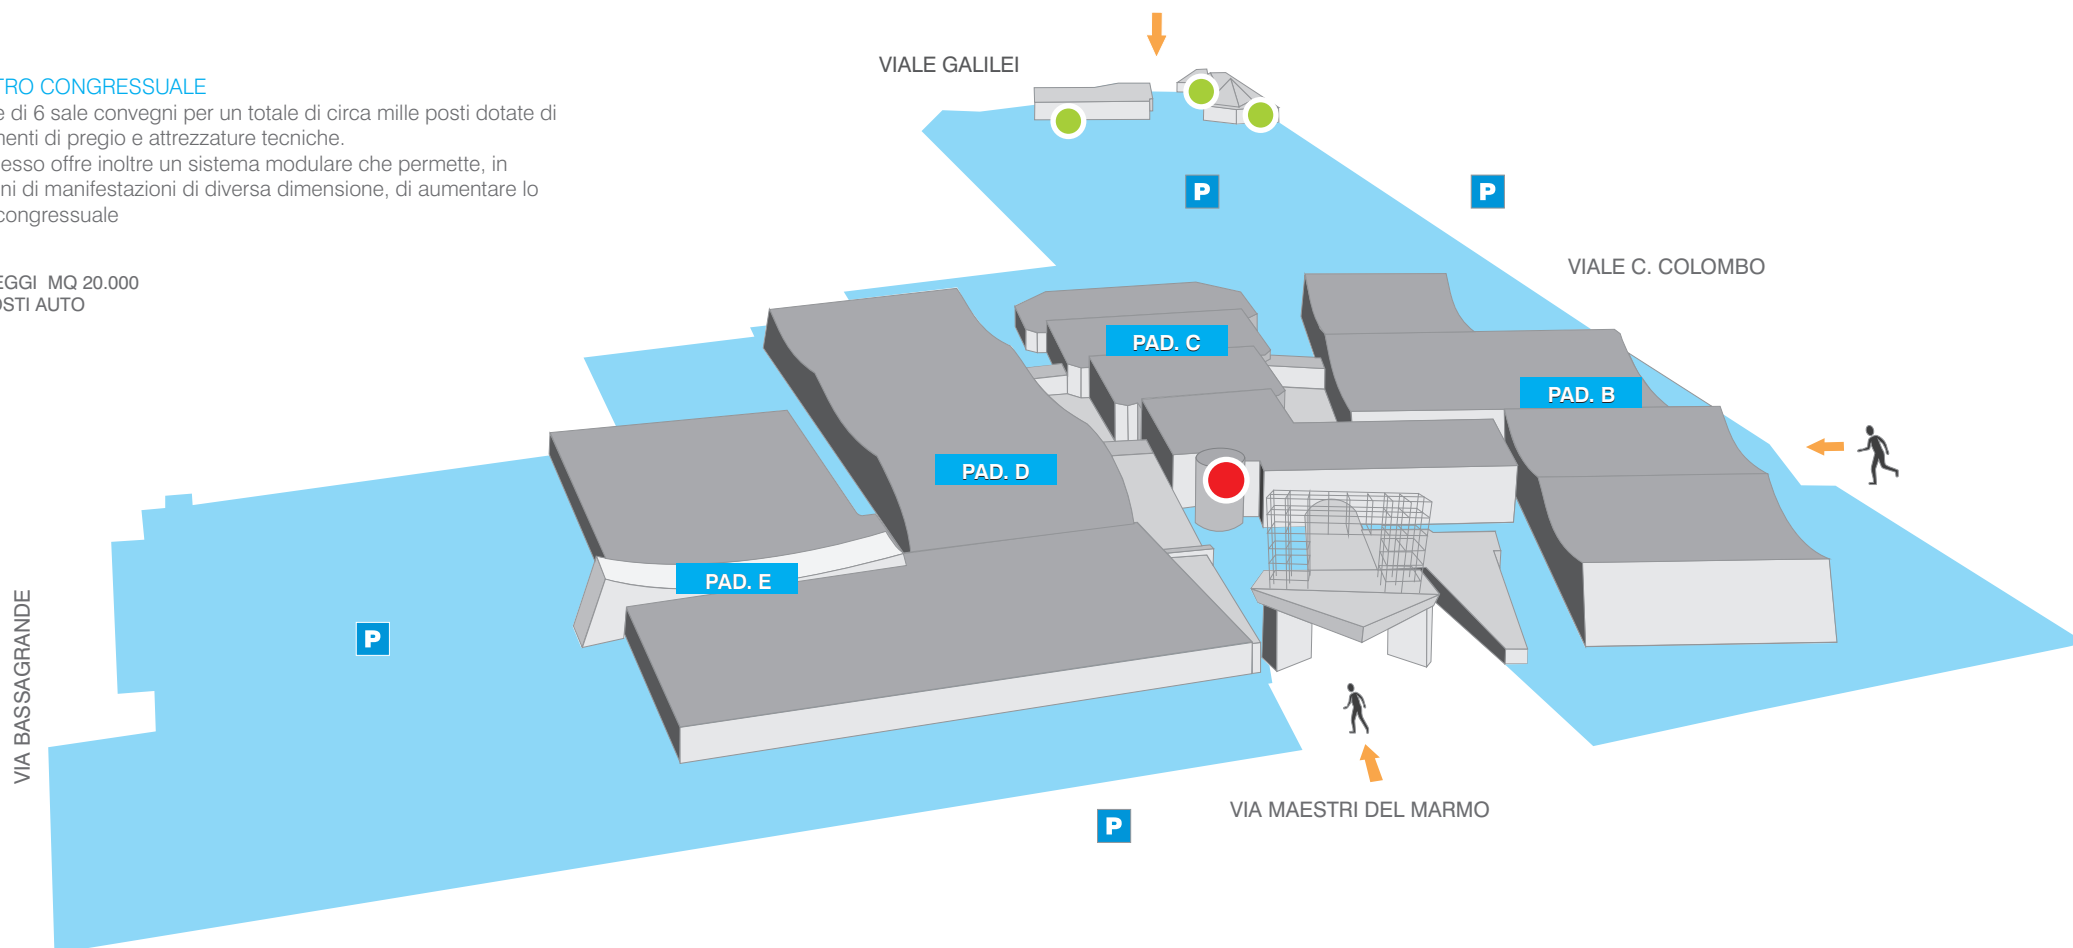 TRO CONGRESSUALE
e di 6 sale convegni per un totale di circa mille posti dotate di
nenti di pregio e attrezzature tecniche.
esso offre inoltre un sistema modulare che permette, in
ni di manifestazioni di diversa dimensione, di aumentare lo
congressuale
EGGI MQ 20.000
OSTI AUTO
VIALE GALILEI
P
P
VIALE C. COLOMBO
PAD. C
PAD. B
PAD. D
PAD. E
P
VIA BASSAGRANDE
P
VIA MAESTRI DEL MARMO